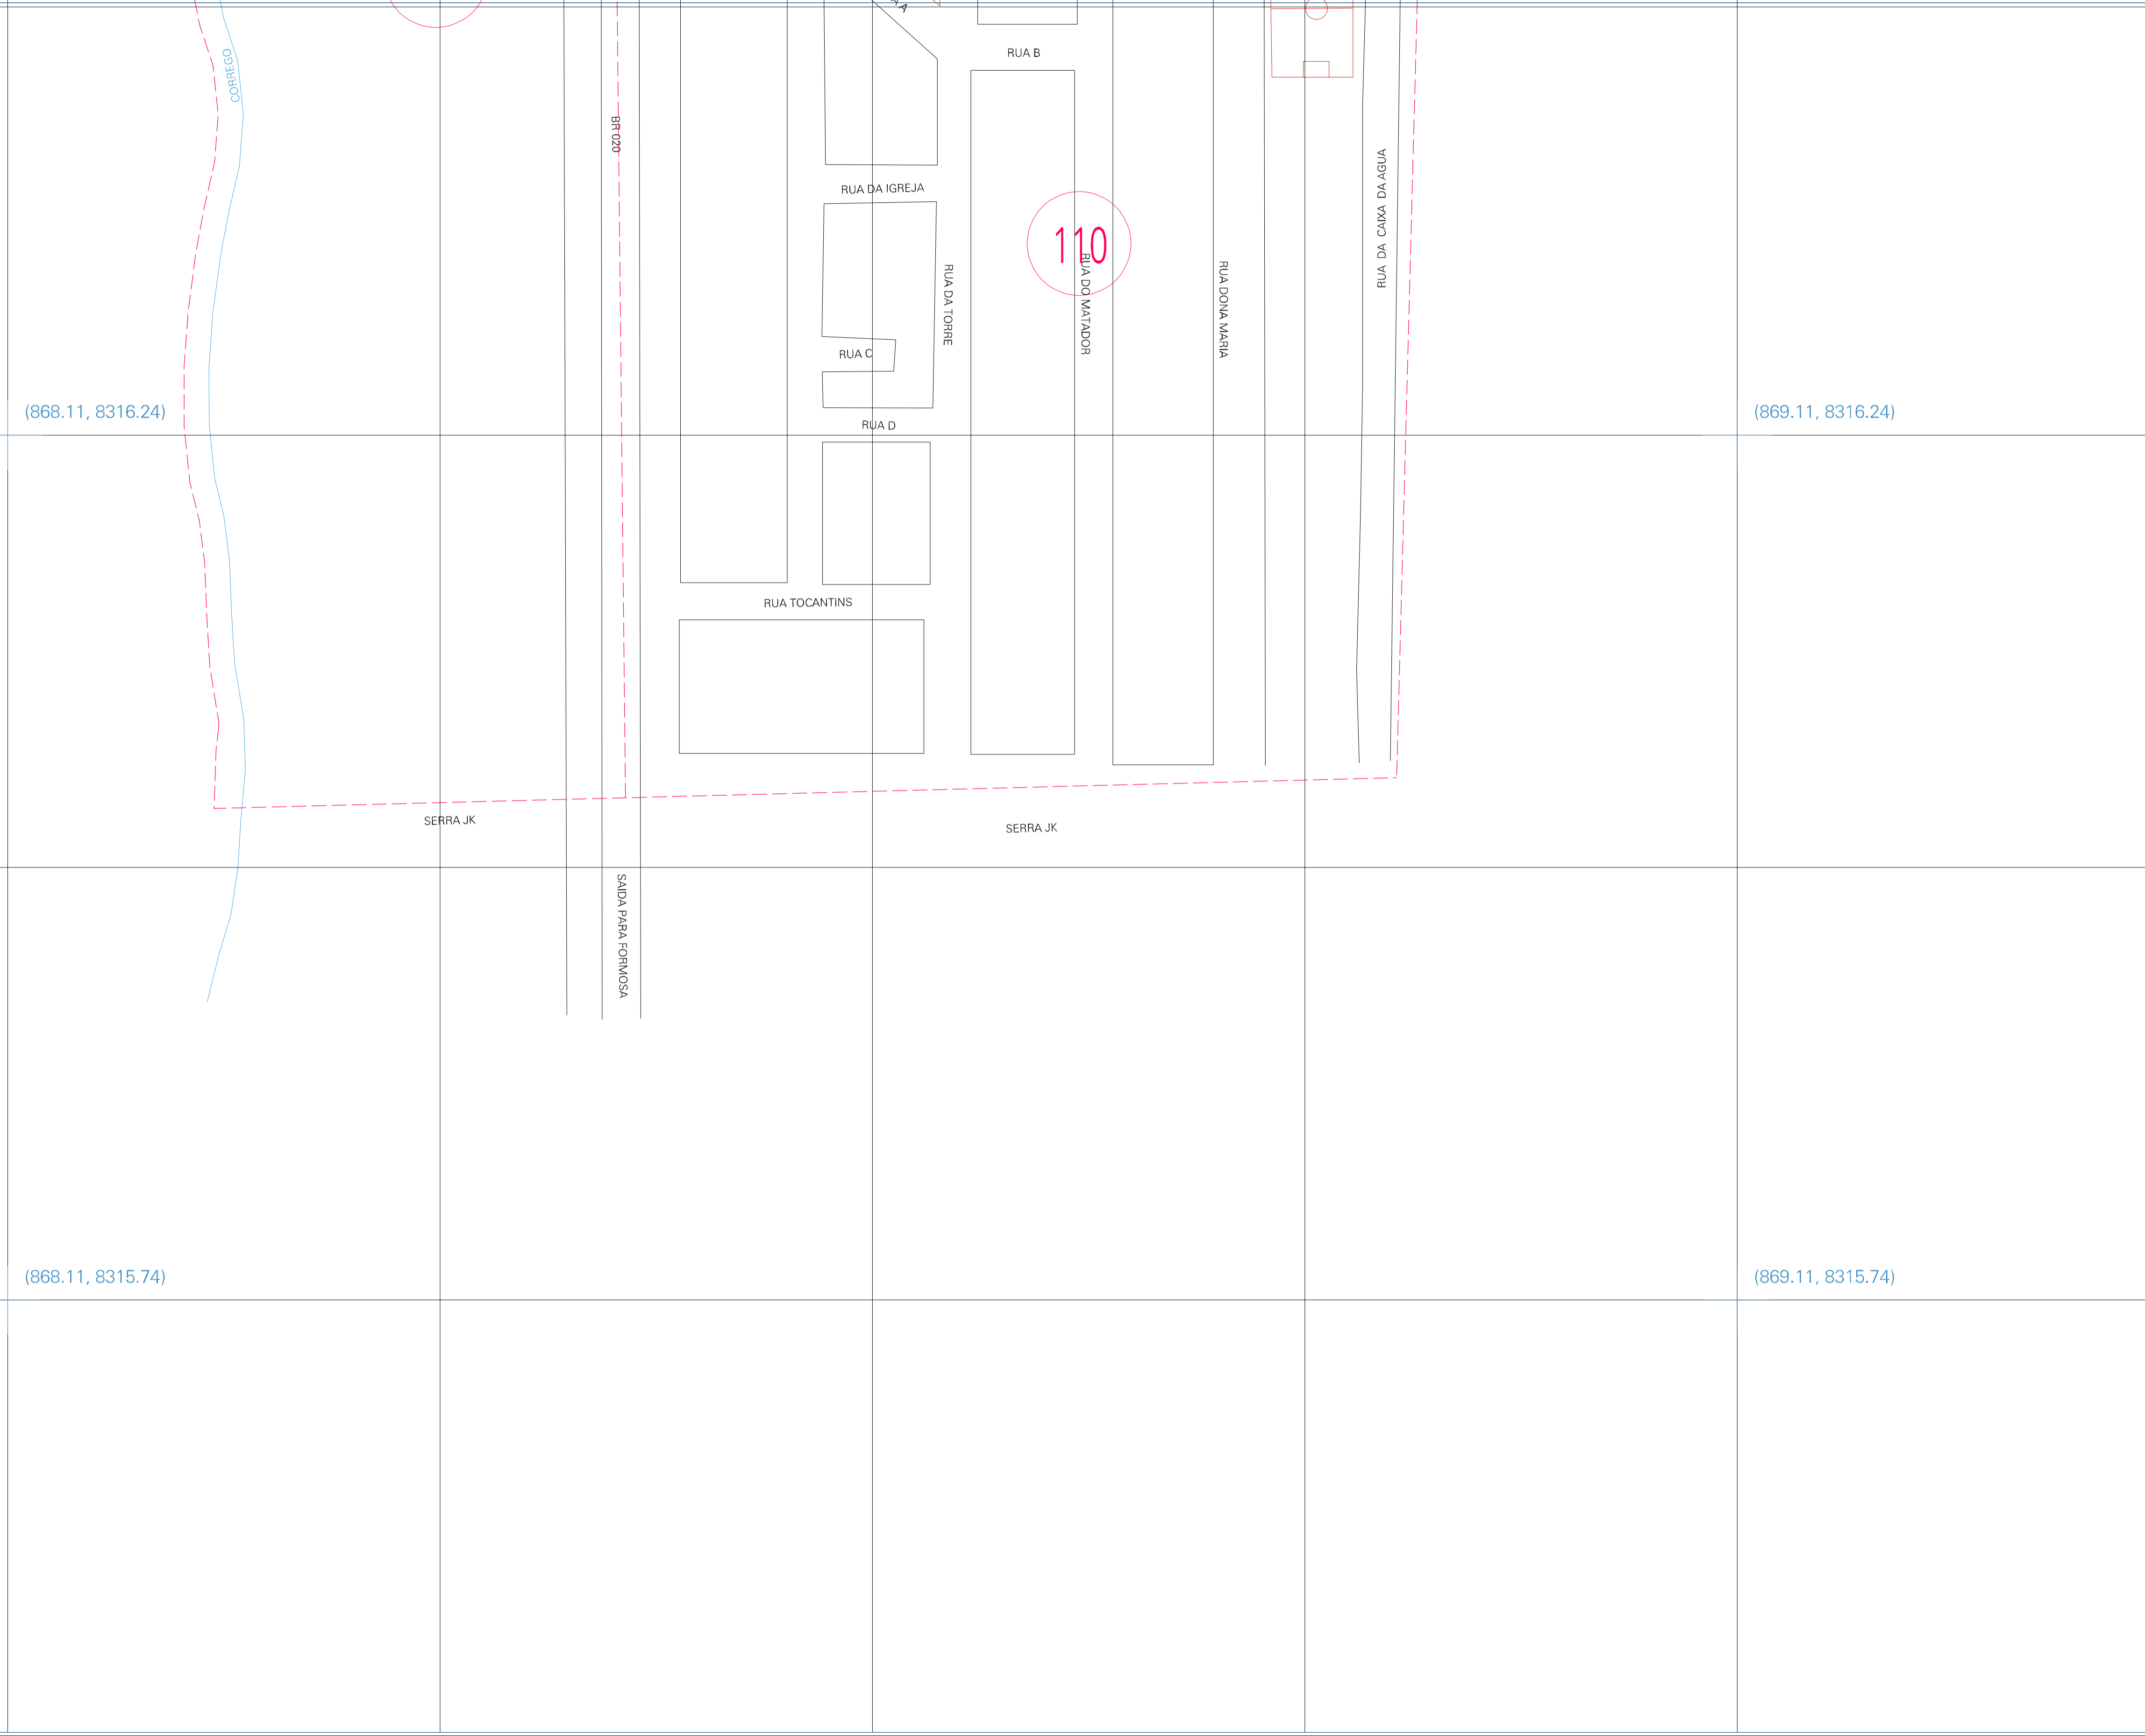 RUA B
CORREGO
BR 020
RUA DA IGREJA
RUA DA CAIXA DA AGUA
110
RUA DA TORRE
RUA DO MATADOR
RUA DONA MARIA
RUA C
(868.11, 8316.24)
(869.11, 8316.24)
RUA D
RUA TOCANTINS
SERRA JK
SERRA JK
SAIDA PARA FORMOSA
(868.11, 8315.74)
(869.11, 8315.74)